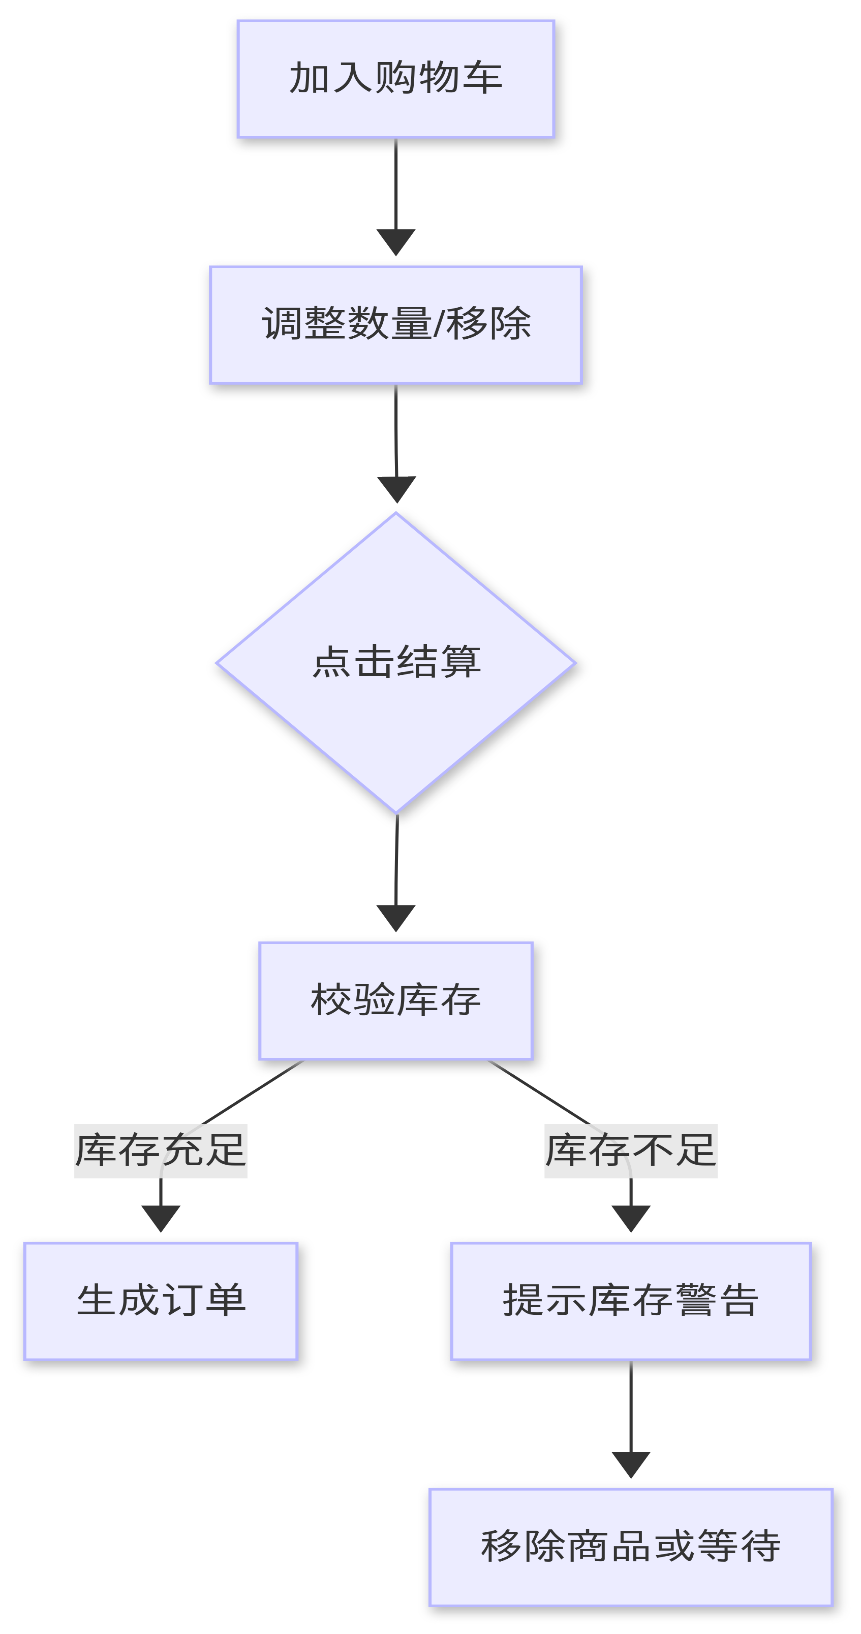 加入购物车
调整数量/移除
点击结算
校验库存
库存充足
库存不足
生成订单
提示库存警告
移除商品或等待